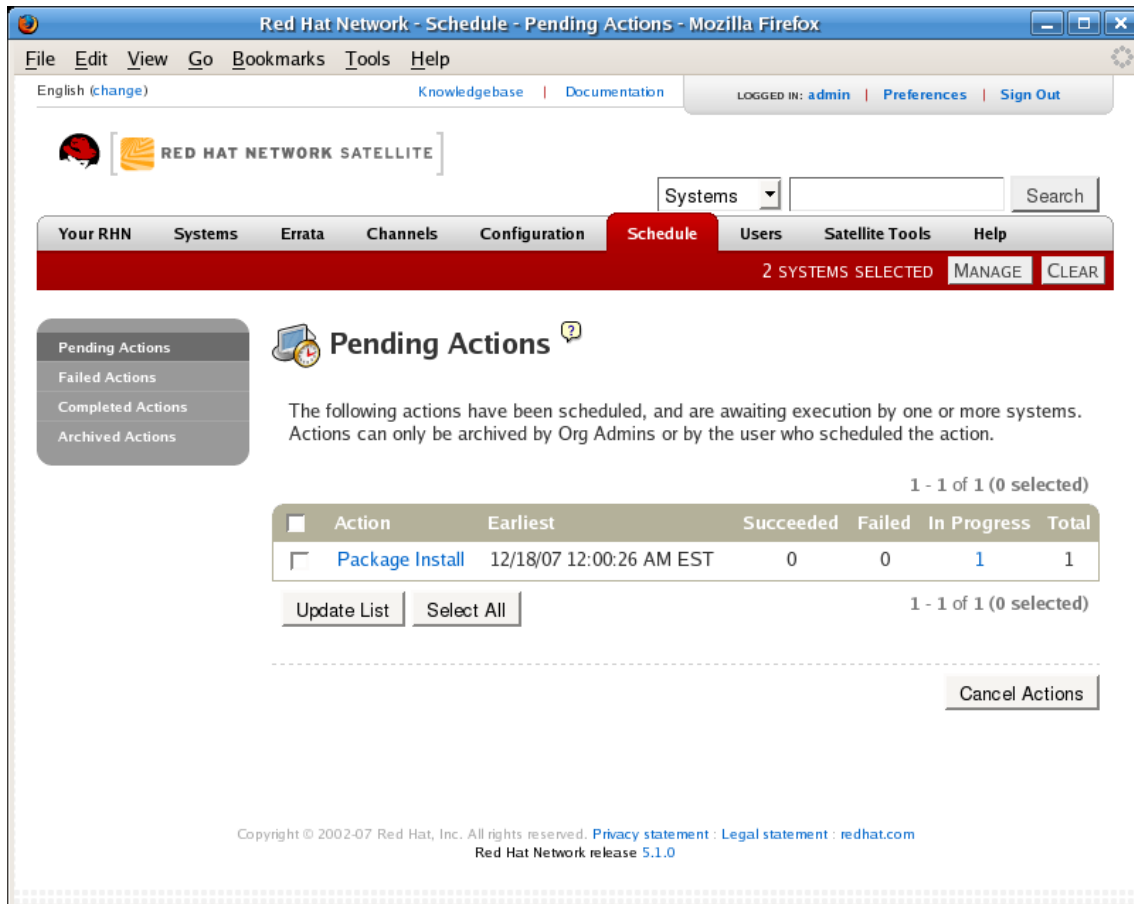 Red Hat Network - Schedule - Pending Actions - Mozilla Firefox
File Edit View Go Bookmarks Tools Help
English (change) Knowledgebase | Documentation LOGGED IN: admin | Preferences | Sign Out
RED HAT NETWORK SATELLITE
Systems Search
Your RHN Systems Errata Channels Configuration Schedule Users Satellite Tools Help
2 SYSTEMS SELECTED MANAGE CLEAR
Pending Actions
Failed Actions
Completed Actions
Archived Actions
Pending Actions ?
The following actions have been scheduled, and are awaiting execution by one or more systems.
Actions can only be archived by Org Admins or by the user who scheduled the action.
1 - 1 of 1 (0 selected)
Action Earliest Succeeded Failed In Progress Total
Package Install 12/18/07 12:00:26 AM EST 0 0 1 1
Update List Select All 1 - 1 of 1 (0 selected)
Cancel Actions
Copyright © 2002-07 Red Hat, Inc. All rights reserved. Privacy statement : Legal statement : redhat.com
Red Hat Network release 5.1.0